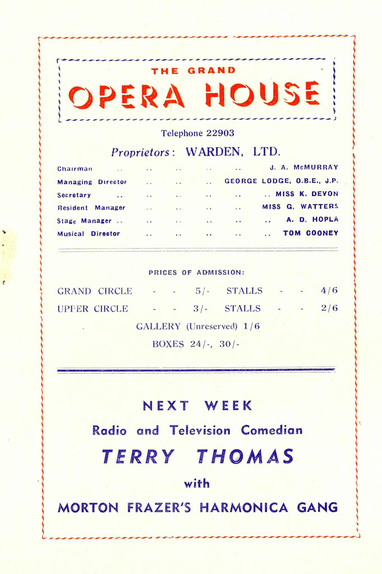 THE GRAND
OPERA HOUSE
Telephone 22903
Proprietors: WARDEN, LTD.
Chairman .. .. .. .. .. J. A. McMURRAY
Managing Director .. .. .. GEORGE LODGE, O.B.E., J.P.
Secretary .. .. .. .. .. .. MISS K. DEVON
Resident Manager .. .. .. .. MISS G. WATTERS
Stage Manager .. .. .. .. .. A. D. HOPLA
Musical Director .. .. .. .. .. TOM COONEY
PRICES OF ADMISSION:
GRAND CIRCLE - - 5/- STALLS - - 4/6
UPPER CIRCLE - - 3/- STALLS - - 2/6
GALLERY (Unreserved) 1/6
BOXES 24/-, 30/-
NEXT WEEK
Radio and Television Comedian
TERRY THOMAS
with
MORTON FRAZER'S HARMONICA GANG